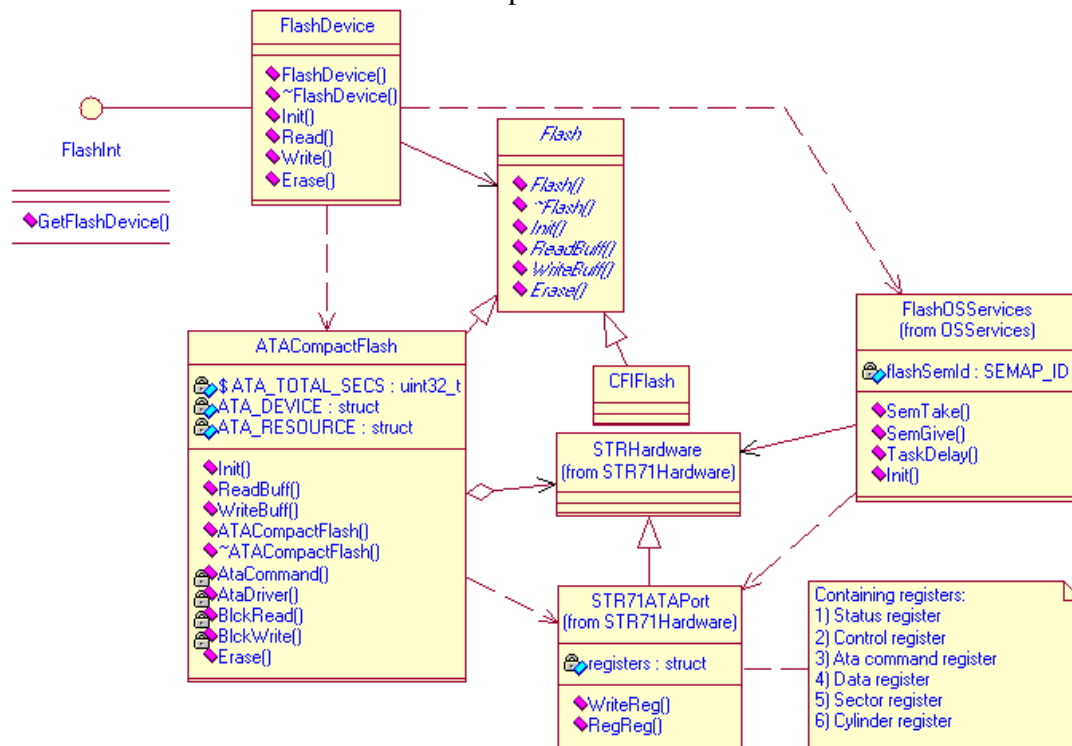 FlashDevice
FlashDevice()
~FlashDevice()
Init()
Read()
Write()
Erase()
FlashInt
GetFlashDevice()
Flash
Flash()
~Flash()
Init()
ReadBuff()
WriteBuff()
Erase()
FlashOSServices
(from OSServices)
flashSemId : SEMAP_ID
SemTake()
SemGive()
TaskDelay()
Init()
ATACompactFlash
$ATA_TOTAL_SECS : uint32_t
ATA_DEVICE : struct
ATA_RESOURCE : struct
Init()
ReadBuff()
WriteBuff()
ATACompactFlash()
~ATACompactFlash()
AtaCommand()
AtaDriver()
BlckRead()
BlckWrite()
Erase()
CFIFlash
STRHardware
(from STR71Hardware)
STR71ATAPort
(from STR71Hardware)
registers : struct
WriteReg()
RegReg()
Containing registers:
1) Status register
2) Control register
3) Ata command register
4) Data register
5) Sector register
6) Cylinder register